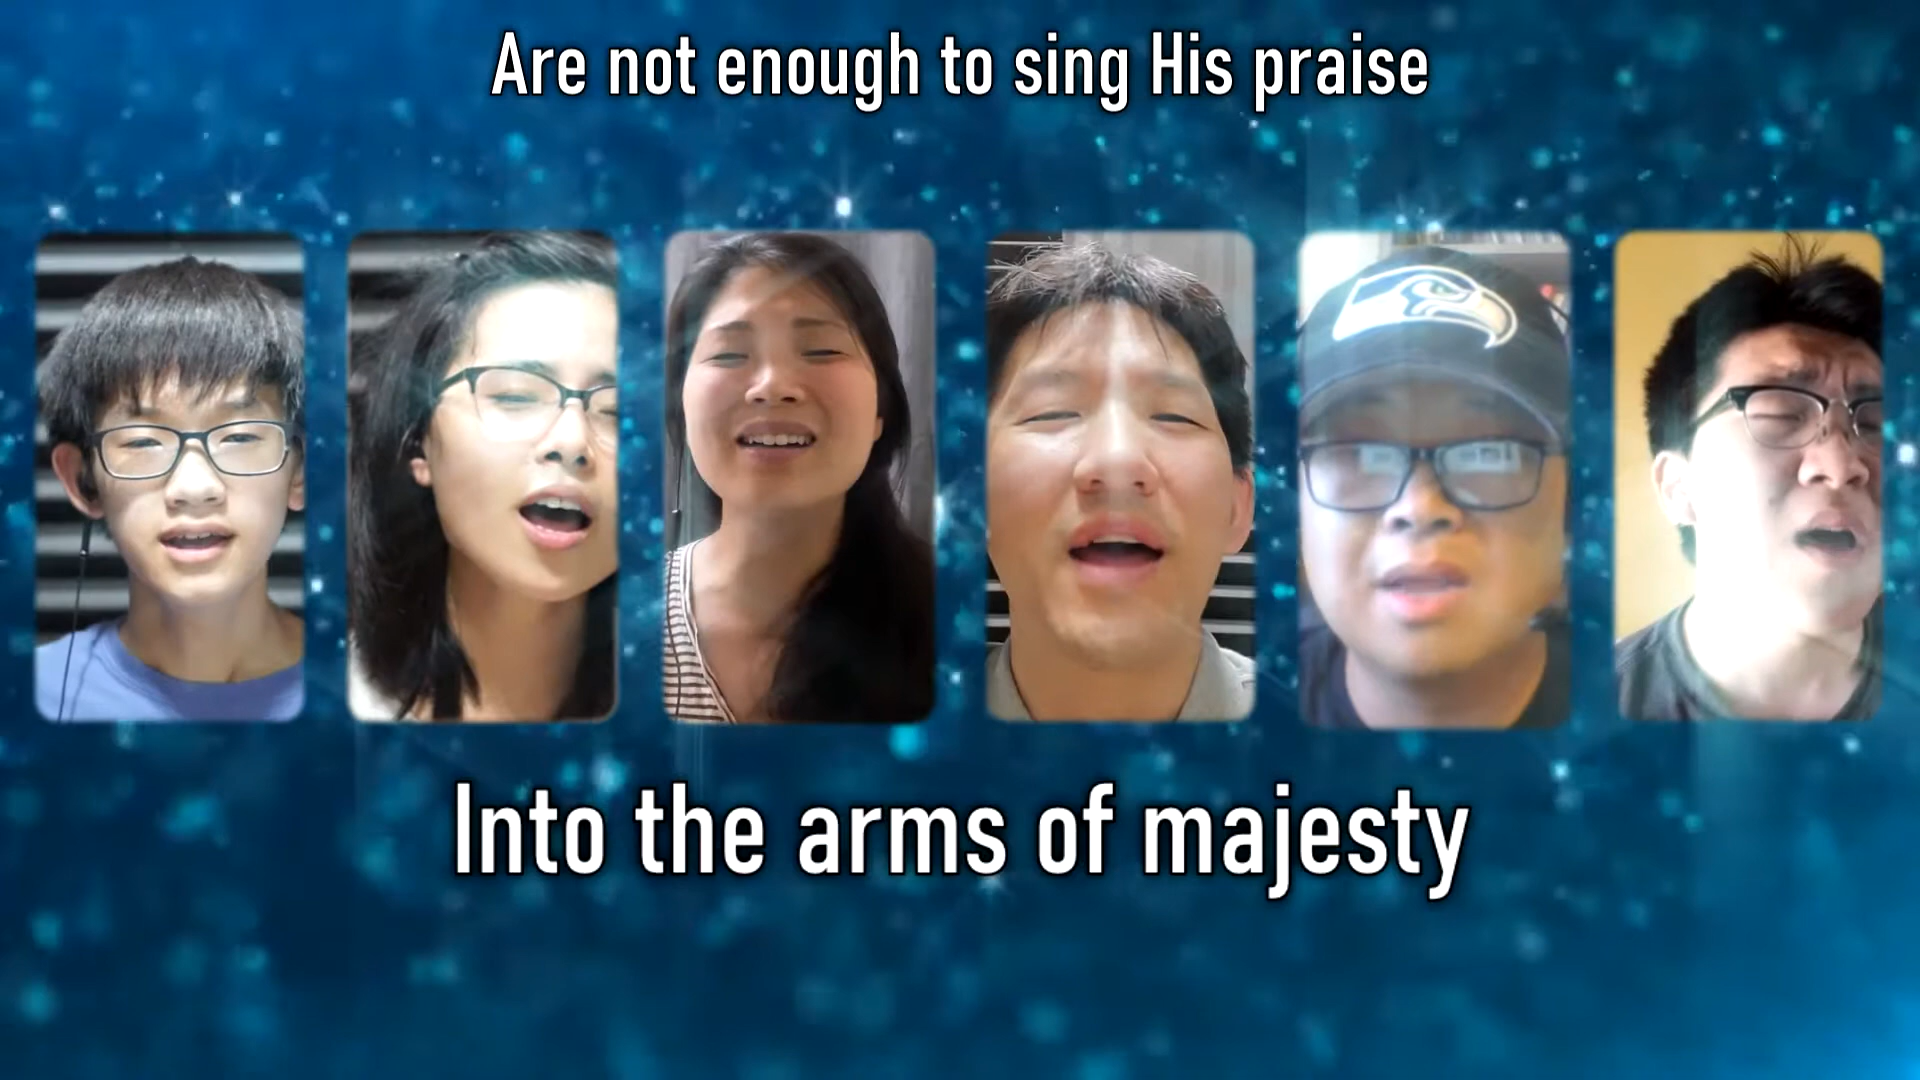 Are not enough to sing His praise
Into the arms of majesty